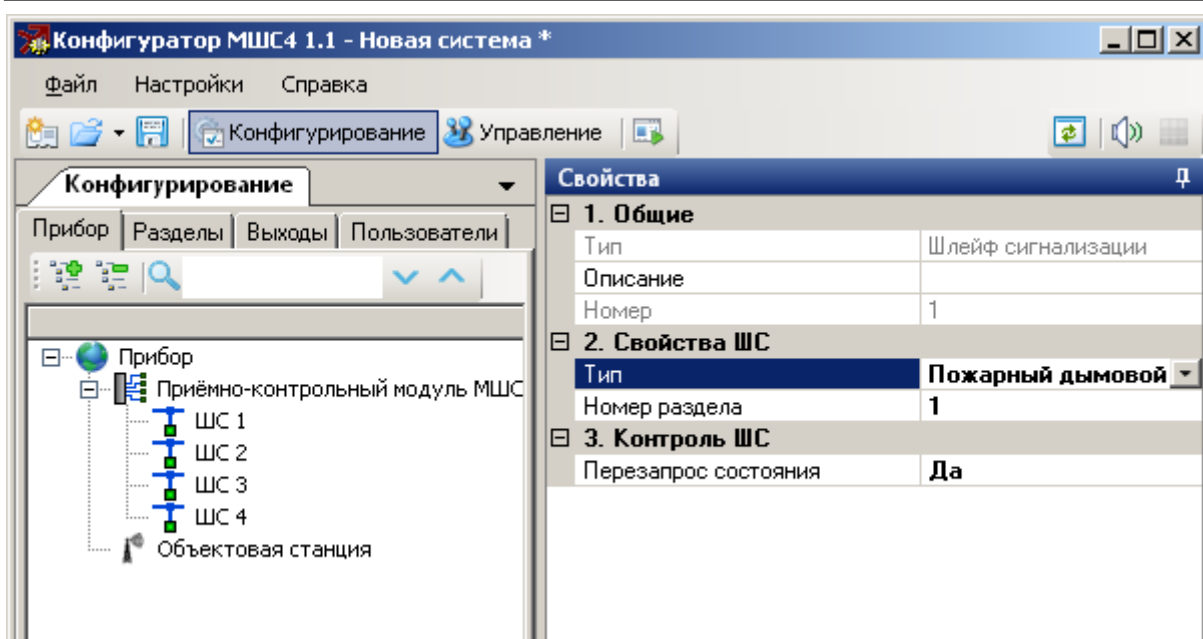 Конфигуратор МШС4 1.1 - Новая система *
Файл Настройки Справка
Конфигурирование Управление
Конфигурирование
Прибор Разделы Выходы Пользователи
Прибор
Приёмно-контрольный модуль МШС
ШС 1
ШС 2
ШС 3
ШС 4
Объектовая станция
Свойства
1. Общие
Тип Шлейф сигнализации
Описание
Номер 1
2. Свойства ШС
Тип Пожарный дымовой
Номер раздела 1
3. Контроль ШС
Перезапрос состояния Да